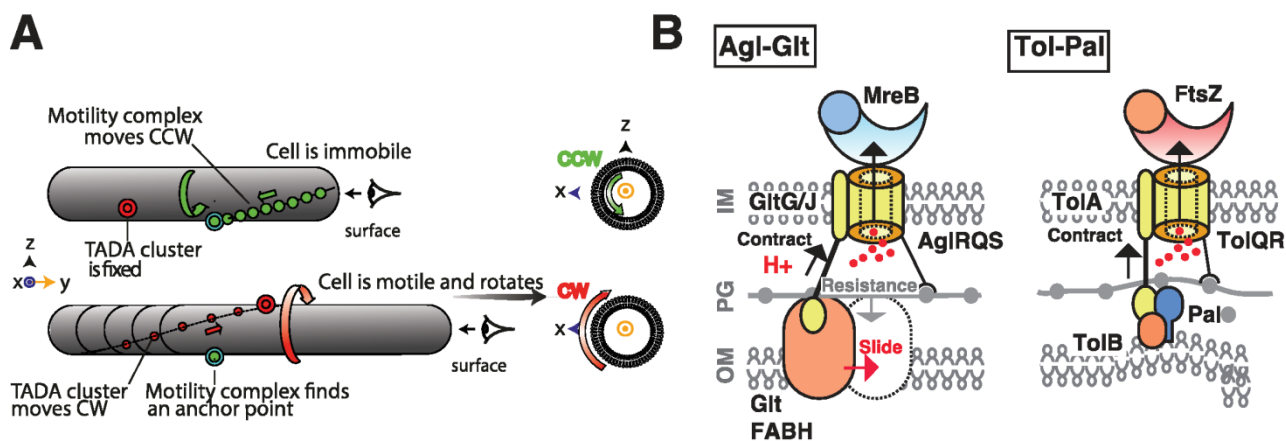 A
Motility complex
moves CCW
Cell is immobile
surface
TADA cluster
is fixed
CCW
z
x
z
x y
Cell is motile and rotates
surface
TADA cluster
moves CW
Motility complex finds
an anchor point
CW
x
B
Agl-Glt
MreB
IM
GltG/J
AglRQS
Contract
H+
PG
Resistance
OM
Slide
Glt
FABH
Tol-Pal
FtsZ
TolA
TolQR
Contract
Pal
TolB